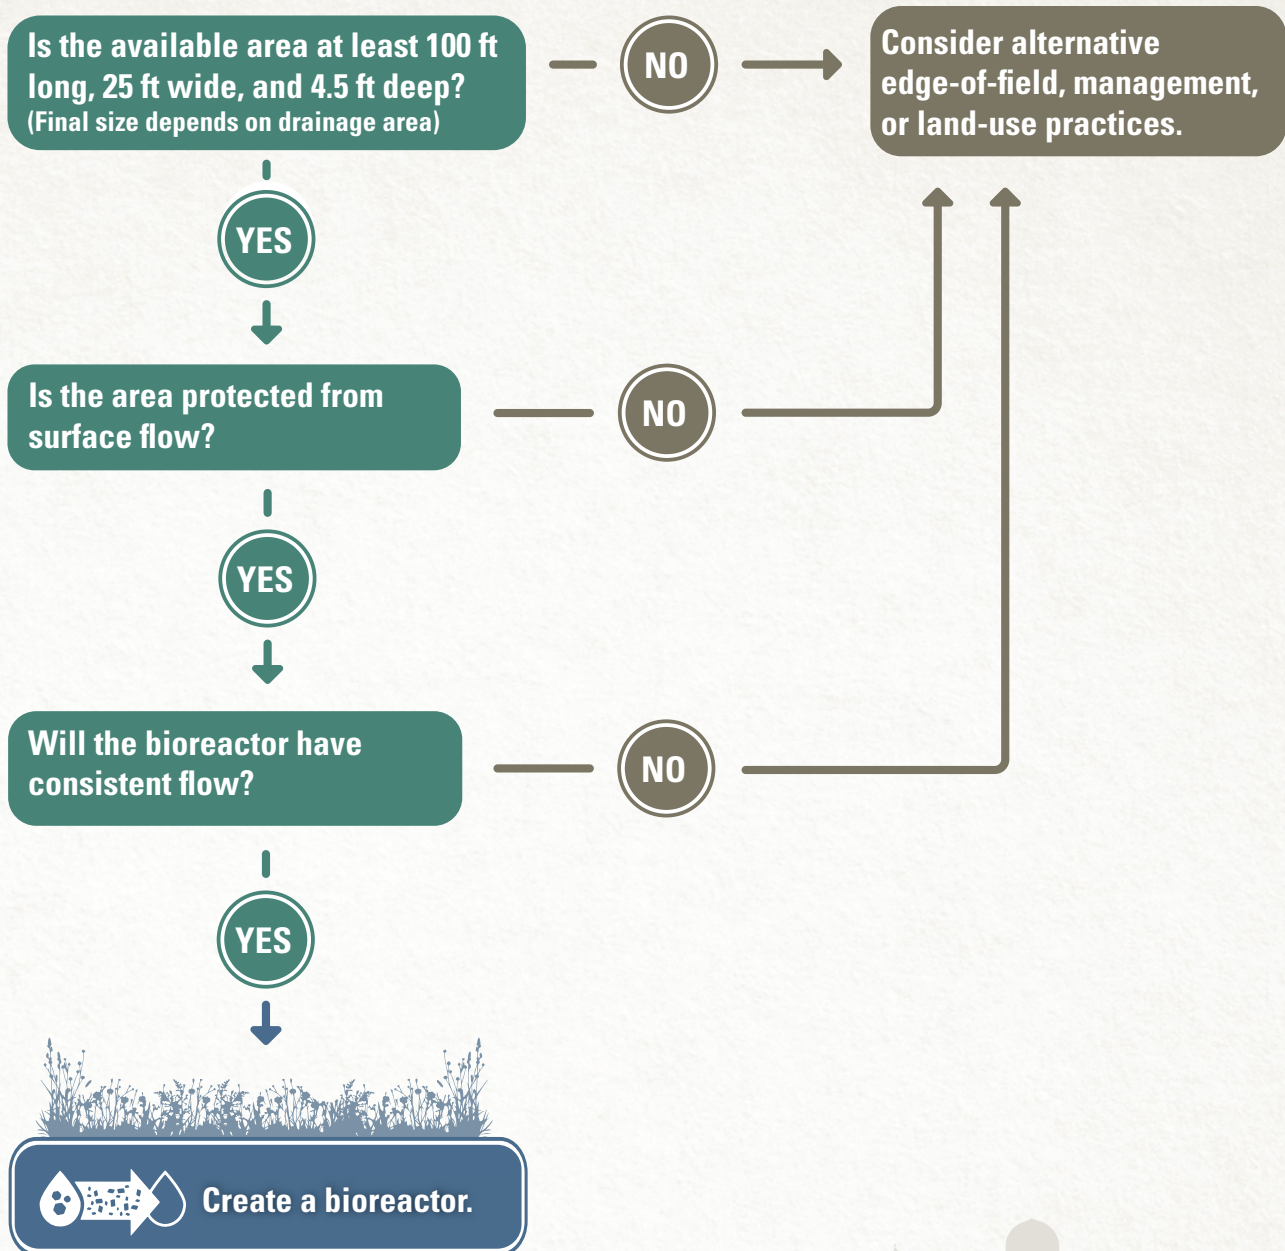 Is the available area at least 100 ft
long, 25 ft wide, and 4.5 ft deep?
(Final size depends on drainage area)
NO
Consider alternative
edge-of-field, management,
or land-use practices.
YES
Is the area protected from
surface flow?
NO
YES
Will the bioreactor have
consistent flow?
NO
YES
Create a bioreactor.